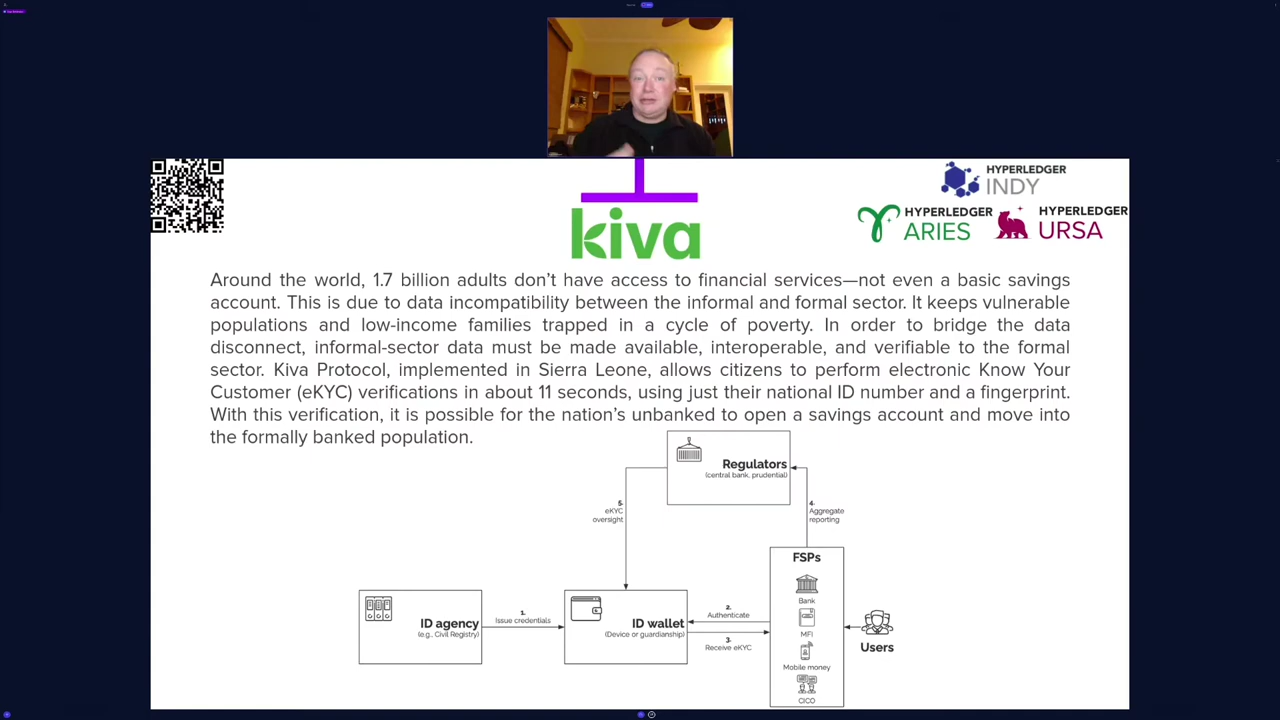 HYPERLEDGER
INDY
HYPERLEDGER
ARIES
HYPERLEDGER
URSA
kiva
Around the world, 1.7 billion adults don’t have access to financial services—not even a basic savings
account. This is due to data incompatibility between the informal and formal sector. It keeps vulnerable
populations and low-income families trapped in a cycle of poverty. In order to bridge the data
disconnect, informal-sector data must be made available, interoperable, and verifiable to the formal
sector. Kiva Protocol, implemented in Sierra Leone, allows citizens to perform electronic Know Your
Customer (eKYC) verifications in about 11 seconds, using just their national ID number and a fingerprint.
With this verification, it is possible for the nation’s unbanked to open a savings account and move into
the formally banked population.
Regulators
(central bank, prudential)
5.
eKYC
oversight
4.
Aggregate
reporting
FSPs
Bank
MFI
Mobile money
CICO
ID agency
(e.g., Civil Registry)
1.
Issue credentials
ID wallet
(Device or guardianship)
2.
Authenticate
3.
Receive eKYC
Users